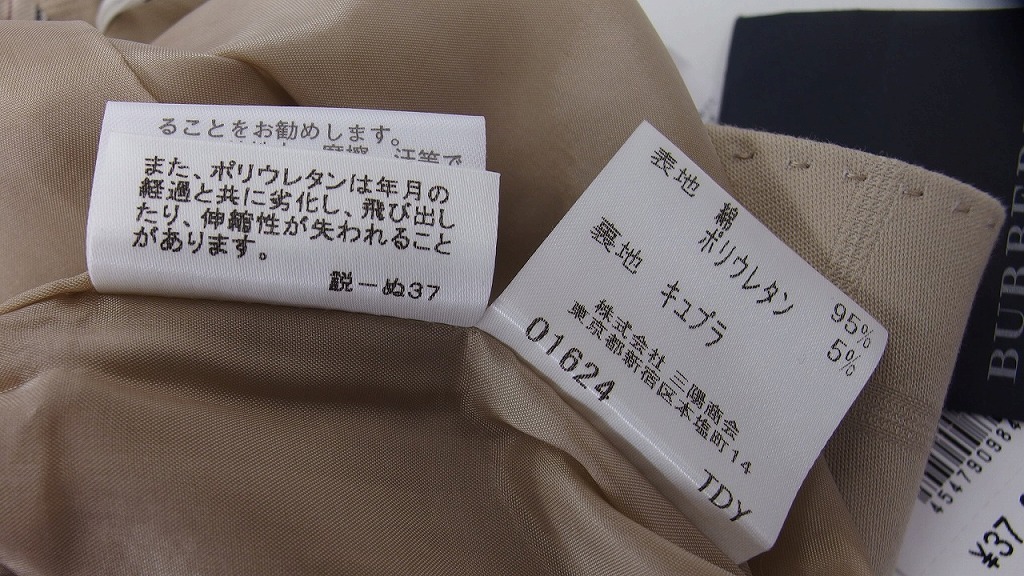 ることをお勧めします。
また、ポリウレタンは年月の
経過と共に劣化し、飛び出し
たり、伸縮性が失われること
があります。
説ーぬ37
表地 綿 95%
ポリウレタン 5%
裏地 キュプラ
株式会社 三陽商会
東京都新宿区本塩町14
01624
TDY
BURBER
454790984
¥37